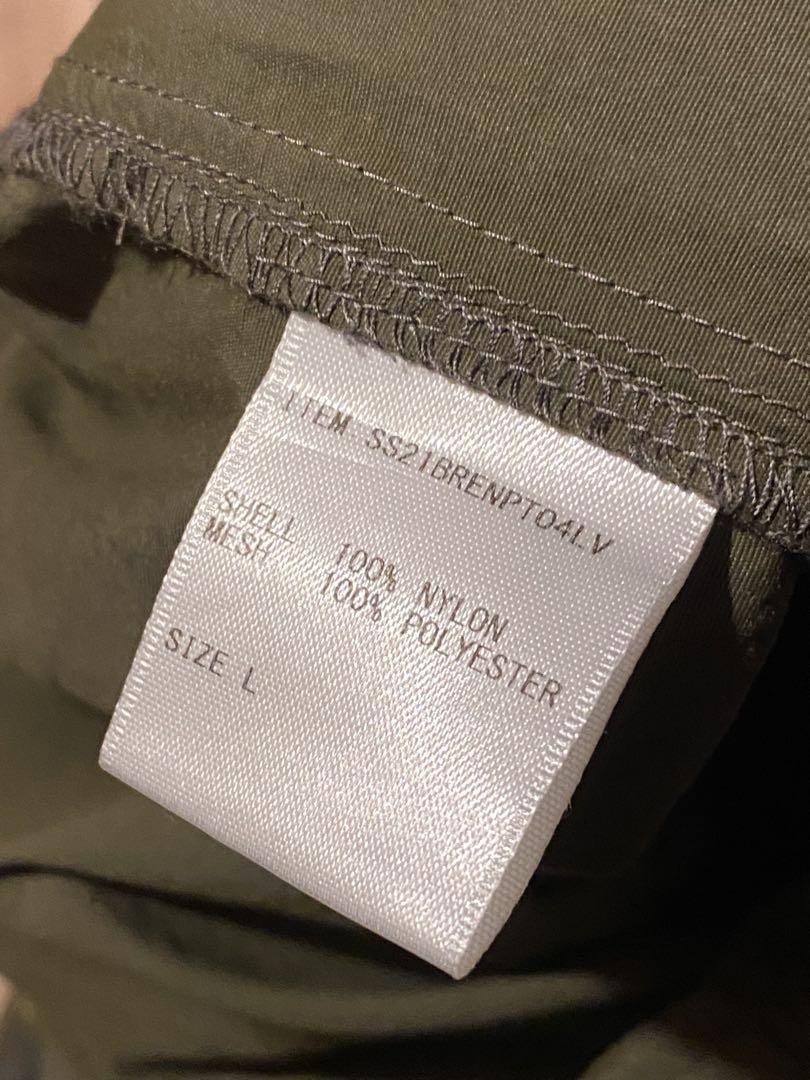 ITEM SS21BRENPT04LV
SHELL 100% NYLON
MESH 100% POLYESTER
SIZE L